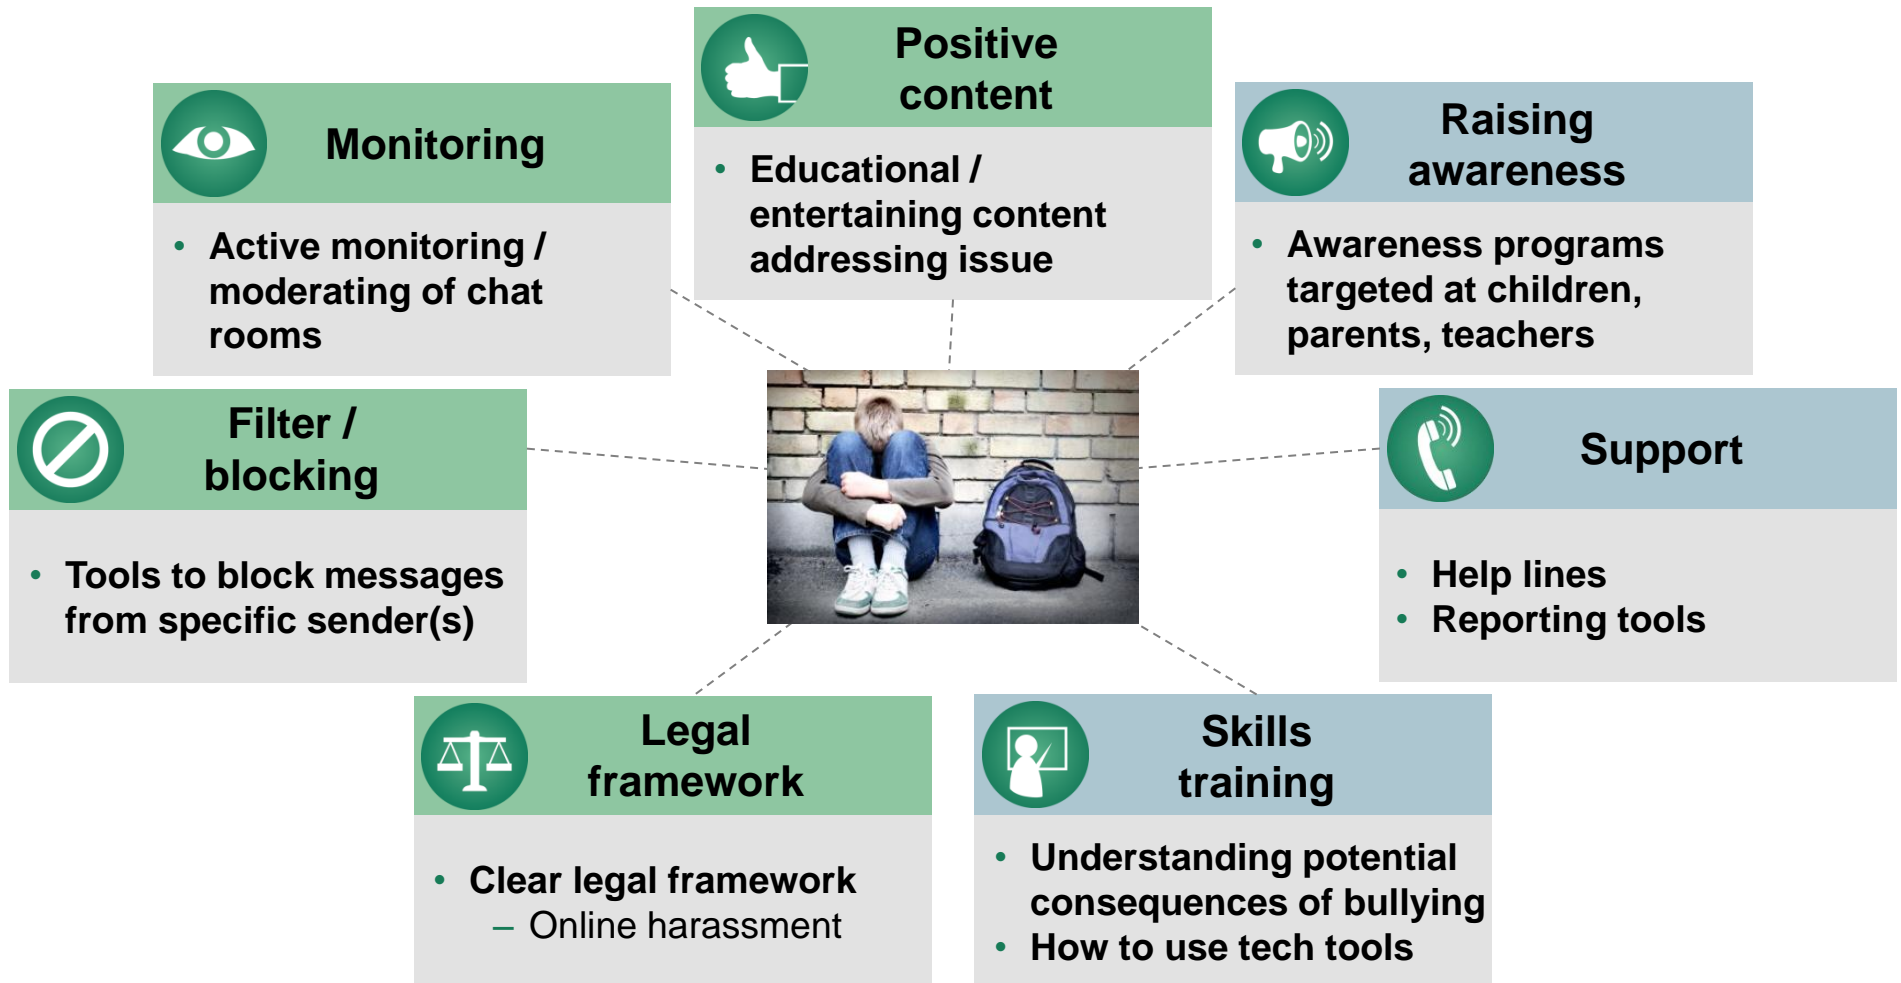 Positive
content
• Educational /
entertaining content
addressing issue
Monitoring
• Active monitoring /
moderating of chat
rooms
Raising
awareness
• Awareness programs
targeted at children,
parents, teachers
Filter /
blocking
• Tools to block messages
from specific sender(s)
Support
• Help lines
• Reporting tools
Legal
framework
• Clear legal framework
– Online harassment
Skills
training
• Understanding potential
consequences of bullying
• How to use tech tools